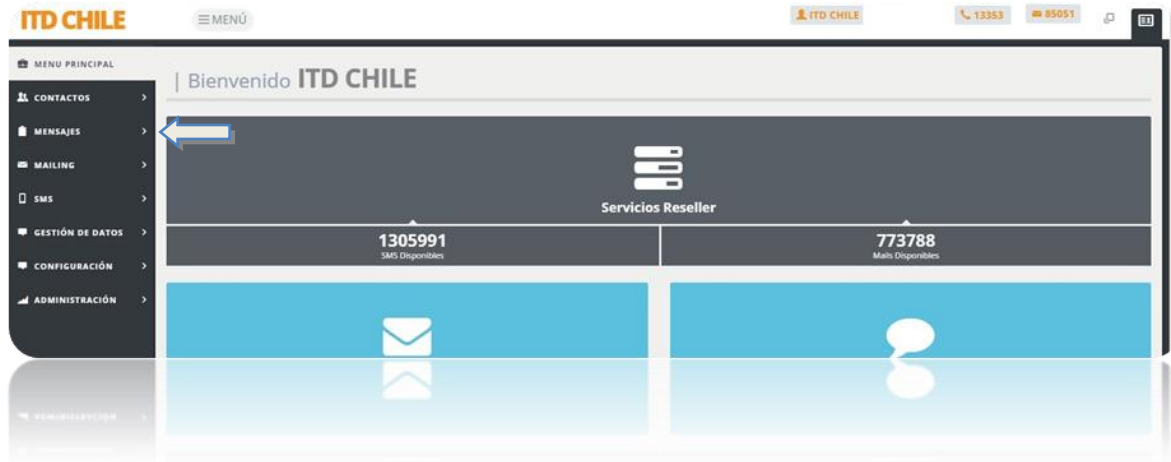 ITD CHILE
MENÚ
ITD CHILE
13353
85051
MENU PRINCIPAL
CONTACTOS
MENSAJES
MAILING
SMS
GESTIÓN DE DATOS
CONFIGURACIÓN
ADMINISTRACIÓN
| Bienvenido ITD CHILE
Servicios Reseller
1305991
SMS Disponibles
773788
Mails Disponibles